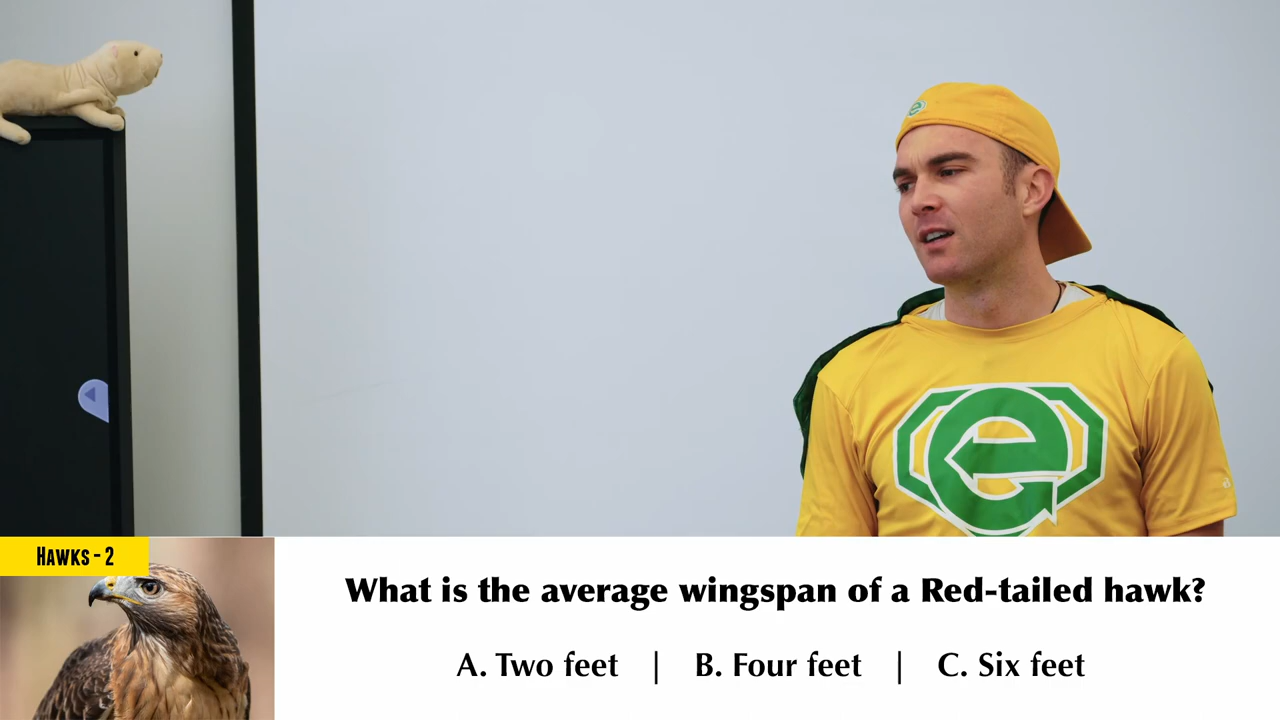 e
e
HAWKS - 2
What is the average wingspan of a Red-tailed hawk?
A. Two feet | B. Four feet | C. Six feet